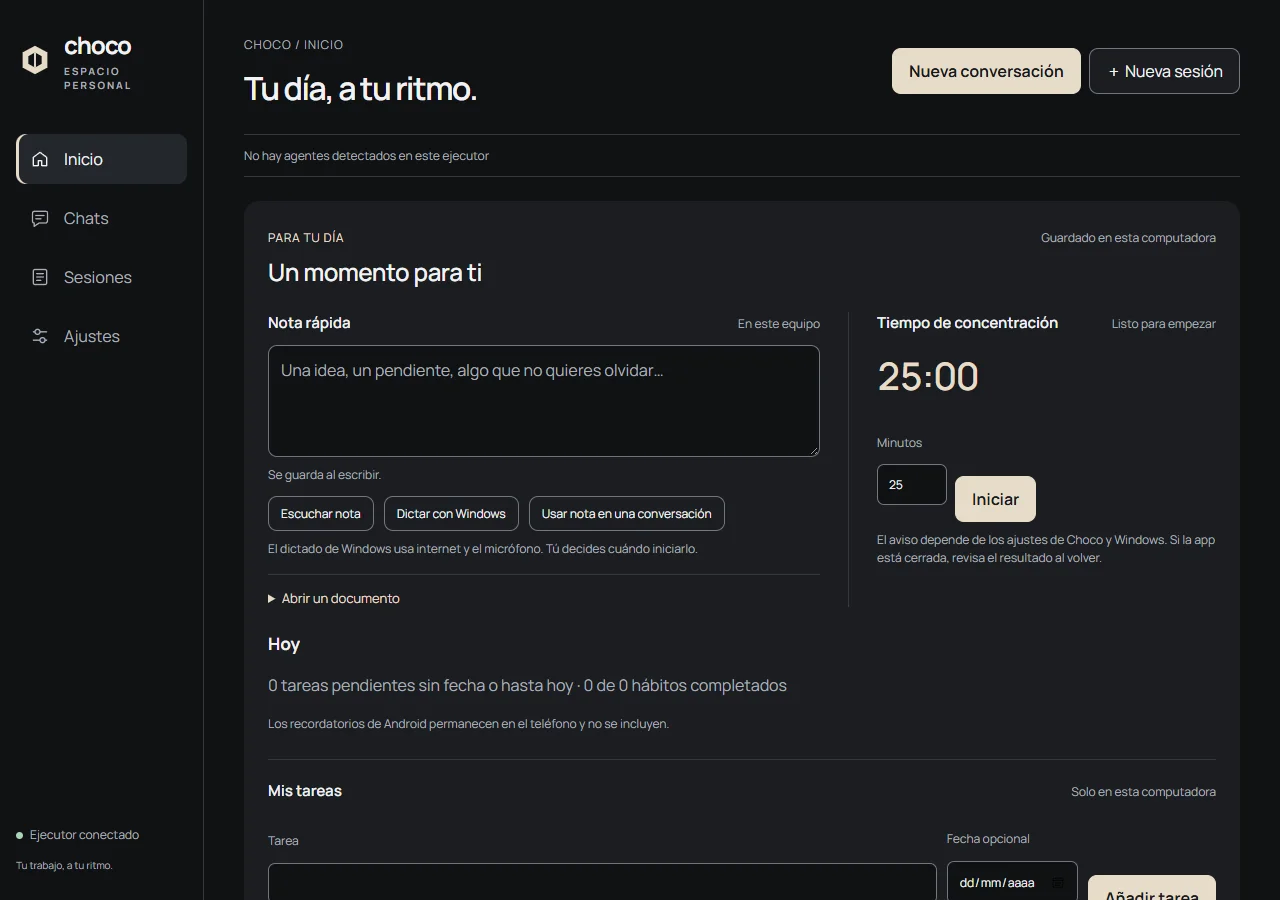 choco
ESPACIO
PERSONAL
Inicio
Chats
Sesiones
Ajustes
Ejecutor conectado
Tu trabajo, a tu ritmo.
CHOCO / INICIO
Tu día, a tu ritmo.
Nueva conversación
+ Nueva sesión
No hay agentes detectados en este ejecutor
PARA TU DÍA
Guardado en esta computadora
Un momento para ti
Nota rápida
En este equipo
Una idea, un pendiente, algo que no quieres olvidar…
Se guarda al escribir.
Escuchar nota
Dictar con Windows
Usar nota en una conversación
El dictado de Windows usa internet y el micrófono. Tú decides cuándo iniciarlo.
Abrir un documento
Tiempo de concentración
Listo para empezar
25:00
Minutos
25
Iniciar
El aviso depende de los ajustes de Choco y Windows. Si la app
está cerrada, revisa el resultado al volver.
Hoy
0 tareas pendientes sin fecha o hasta hoy · 0 de 0 hábitos completados
Los recordatorios de Android permanecen en el teléfono y no se incluyen.
Mis tareas
Solo en esta computadora
Tarea
Fecha opcional
dd/mm/aaaa
Añadir tarea